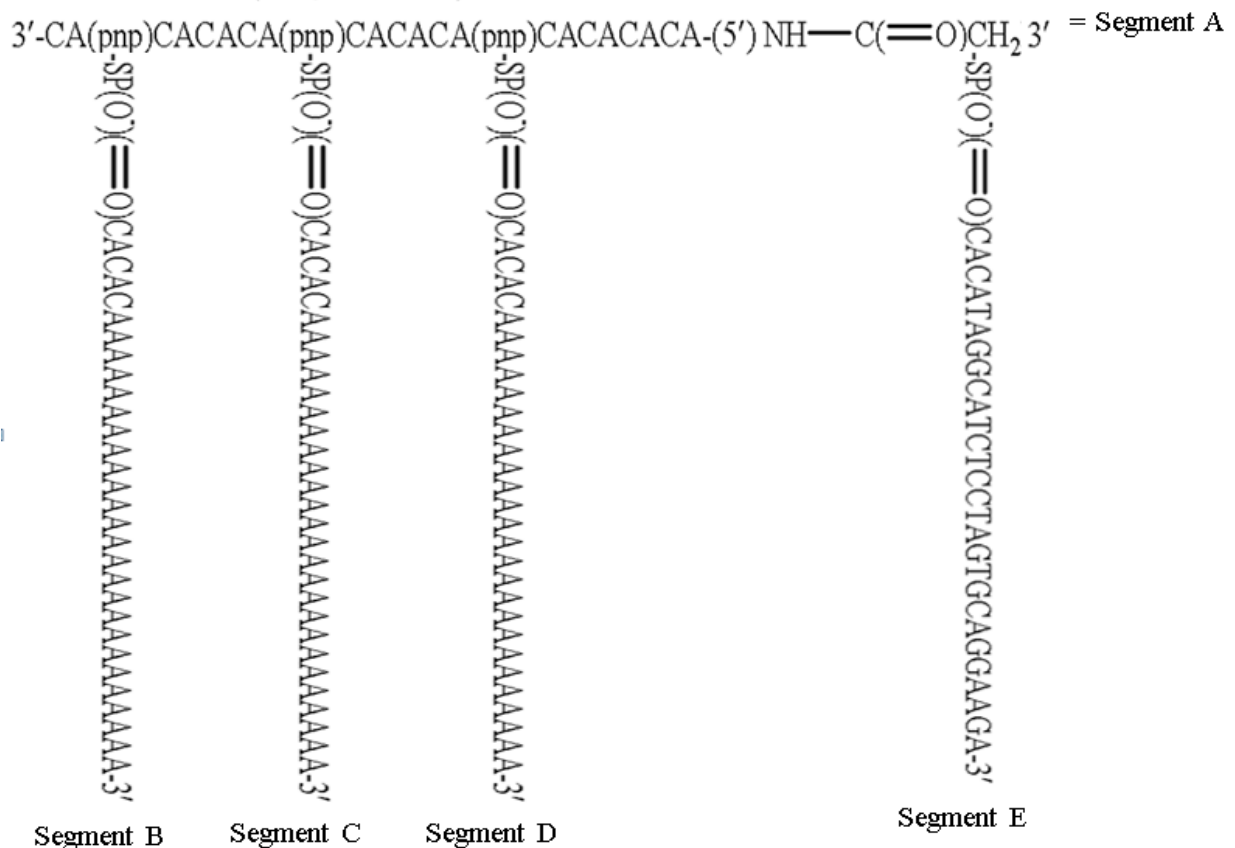 3′-CA(pnp)CACACA(pnp)CACACA(pnp)CACACACA-(5′) NH—C(=O)CH₂ 3′ = Segment A
-SP(O⁻)(=O)CACACAAAAAAAAAAAAAAAAAAAAAAAAA-3′
-SP(O⁻)(=O)CACACAAAAAAAAAAAAAAAAAAAAAAAAA-3′
-SP(O⁻)(=O)CACACAAAAAAAAAAAAAAAAAAAAAAAAA-3′
-SP(O⁻)(=O)CACATAGGCATCTCCTAGTGCAGGAAGA-3′
Segment B
Segment C
Segment D
Segment E